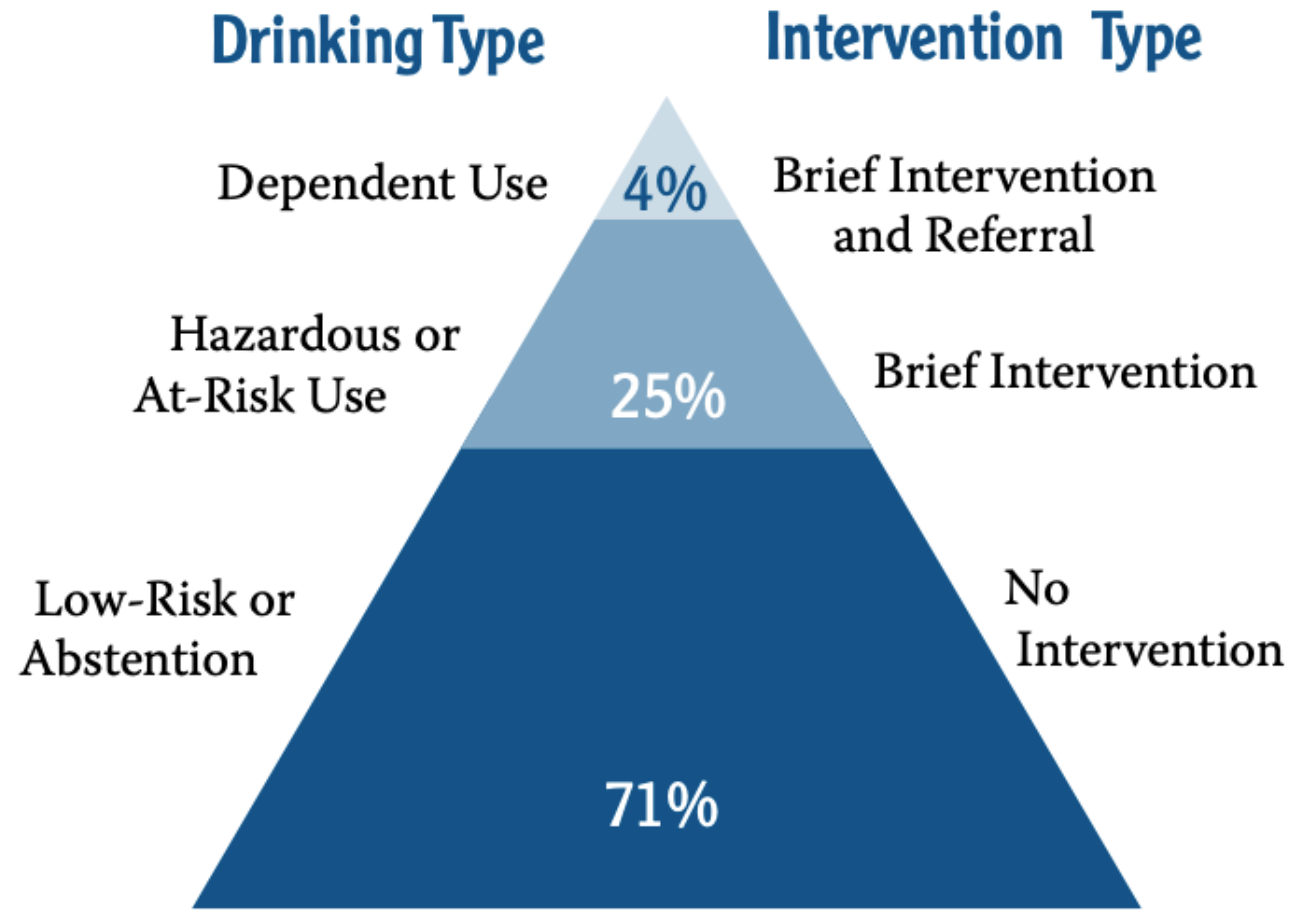 Drinking Type
Intervention Type
Dependent Use
4%
Brief Intervention
and Referral
Hazardous or
At-Risk Use
25%
Brief Intervention
Low-Risk or
Abstention
71%
No
Intervention